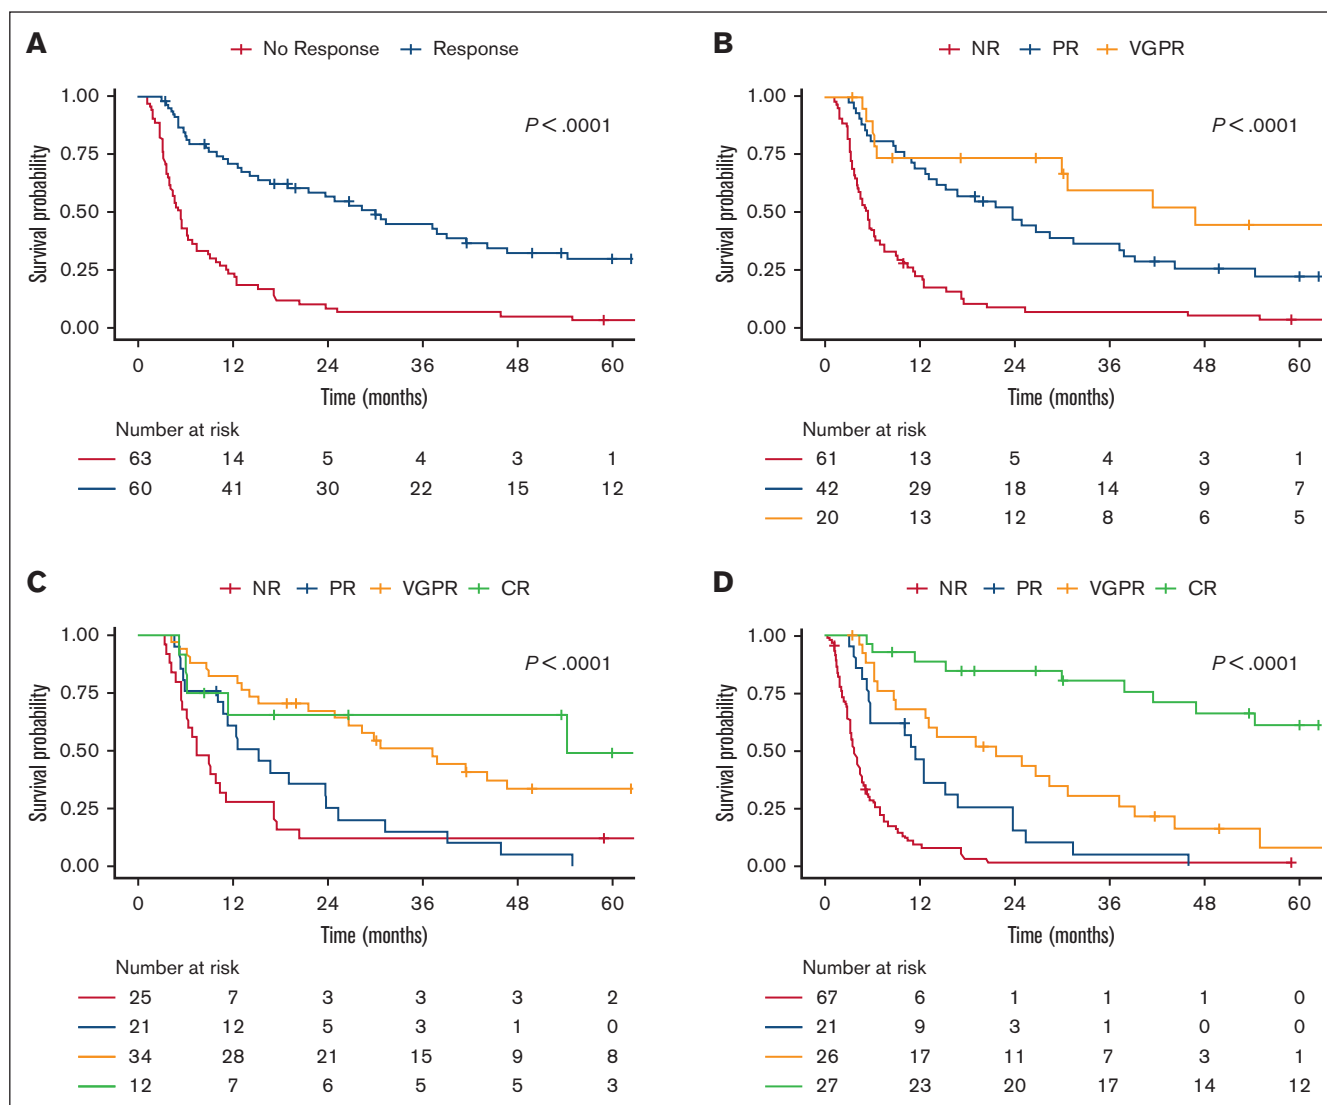 A
No Response Response
1.00
0.75
0.50
0.25
0.00
Survival probability
P < .0001
0 12 24 36 48 60
Time (months)
Number at risk
63 14 5 4 3 1
60 41 30 22 15 12
B
NR PR VGPR
1.00
0.75
0.50
0.25
0.00
Survival probability
P < .0001
0 12 24 36 48 60
Time (months)
Number at risk
61 13 5 4 3 1
42 29 18 14 9 7
20 13 12 8 6 5
C
NR PR VGPR CR
1.00
0.75
0.50
0.25
0.00
Survival probability
P < .0001
0 12 24 36 48 60
Time (months)
Number at risk
25 7 3 3 3 2
21 12 5 3 1 0
34 28 21 15 9 8
12 7 6 5 5 3
D
NR PR VGPR CR
1.00
0.75
0.50
0.25
0.00
Survival probability
P < .0001
0 12 24 36 48 60
Time (months)
Number at risk
67 6 1 1 1 0
21 9 3 1 0 0
26 17 11 7 3 1
27 23 20 17 14 12